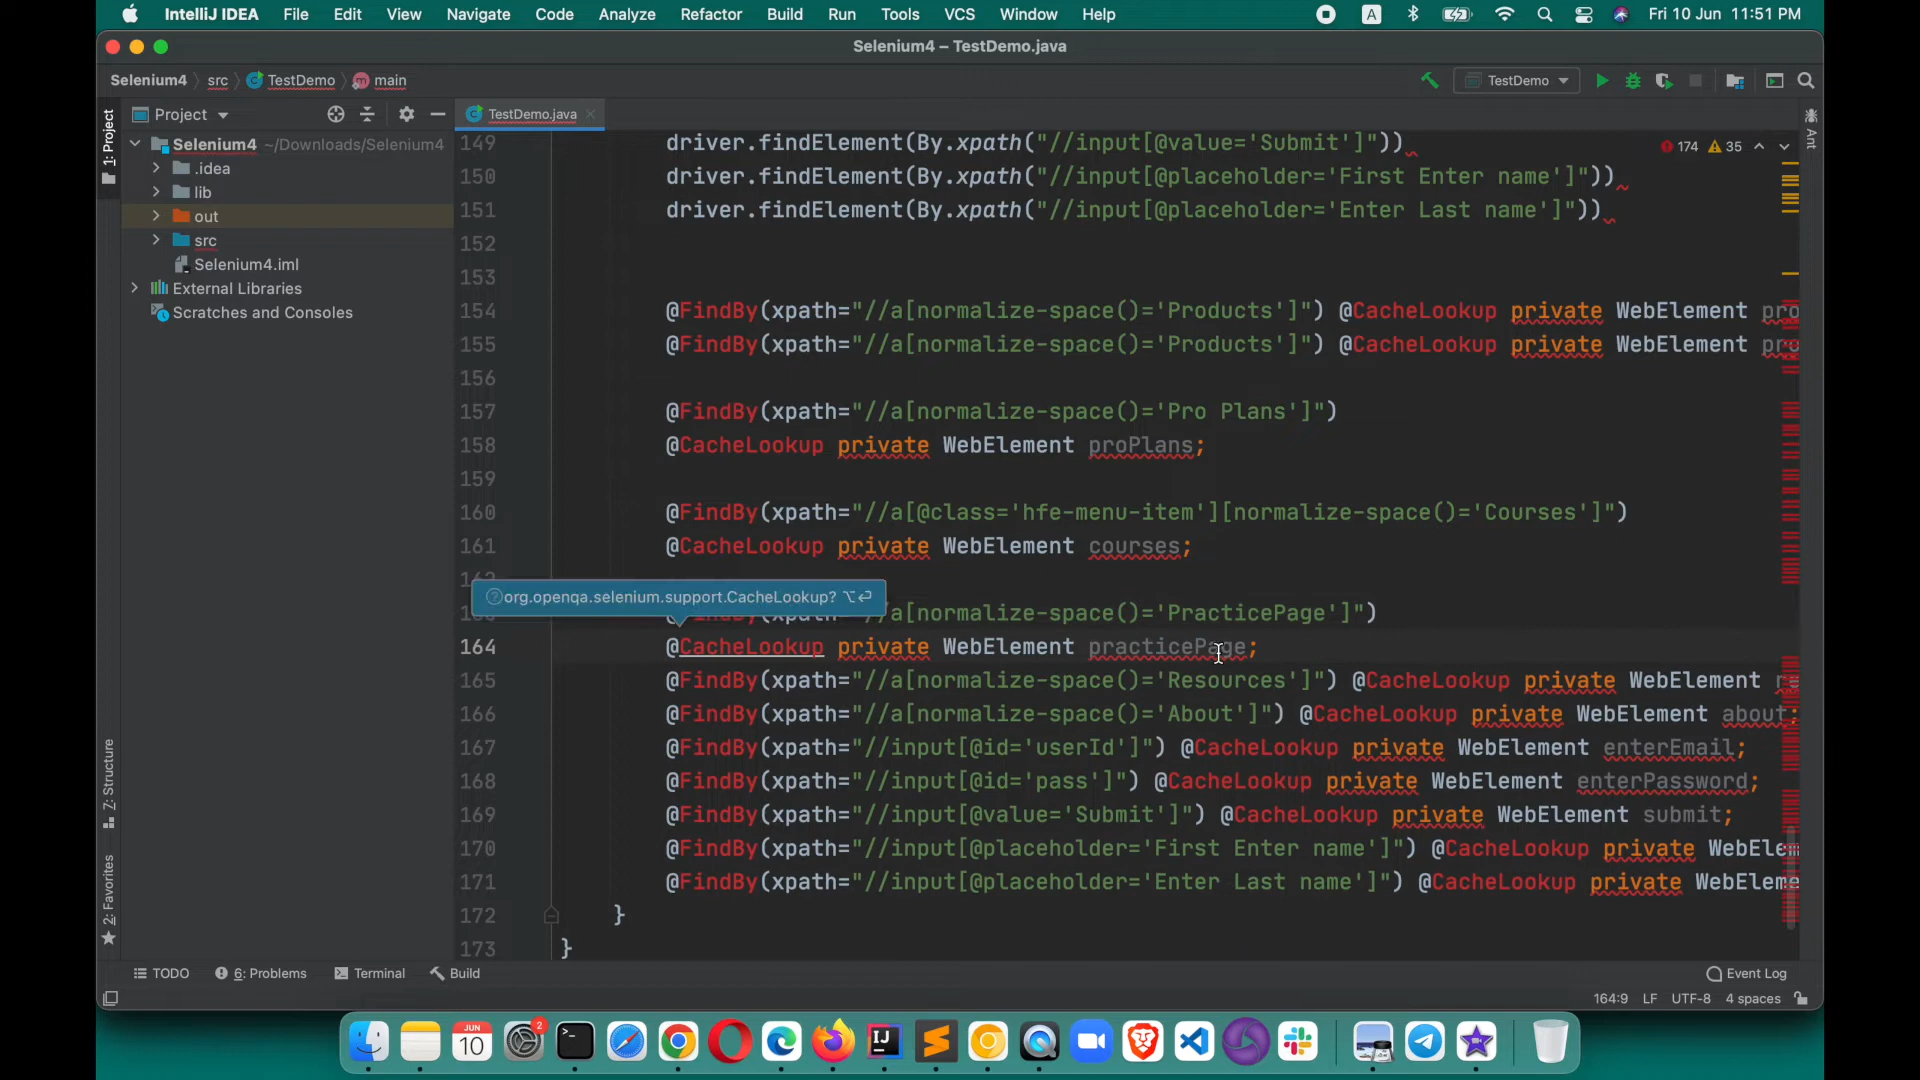 IntelliJ IDEA File Edit View Navigate Code Analyze Refactor Build Run Tools VCS Window Help A Fri 10 Jun 11:51 PM
Selenium4 – TestDemo.java
Selenium4 src TestDemo main TestDemo
Project TestDemo.java
1: Project
Selenium4 ~/Downloads/Selenium4
.idea
lib
out
src
Selenium4.iml
External Libraries
Scratches and Consoles
174 35
Ant
149 driver.findElement(By.xpath("//input[@value='Submit']"))
150 driver.findElement(By.xpath("//input[@placeholder='First Enter name']"))
151 driver.findElement(By.xpath("//input[@placeholder='Enter Last name']"))
152
153
154 @FindBy(xpath="//a[normalize-space()='Products']") @CacheLookup private WebElement pro
155 @FindBy(xpath="//a[normalize-space()='Products']") @CacheLookup private WebElement pro
156
157 @FindBy(xpath="//a[normalize-space()='Pro Plans']")
158 @CacheLookup private WebElement proPlans;
159
160 @FindBy(xpath="//a[@class='hfe-menu-item'][normalize-space()='Courses']")
161 @CacheLookup private WebElement courses;
org.openqa.selenium.support.CacheLookup? ⌥⏎
//a[normalize-space()='PracticePage']")
164 @CacheLookup private WebElement practicePage;
165 @FindBy(xpath="//a[normalize-space()='Resources']") @CacheLookup private WebElement
166 @FindBy(xpath="//a[normalize-space()='About']") @CacheLookup private WebElement about;
167 @FindBy(xpath="//input[@id='userId']") @CacheLookup private WebElement enterEmail;
168 @FindBy(xpath="//input[@id='pass']") @CacheLookup private WebElement enterPassword;
169 @FindBy(xpath="//input[@value='Submit']") @CacheLookup private WebElement submit;
170 @FindBy(xpath="//input[@placeholder='First Enter name']") @CacheLookup private WebElem
171 @FindBy(xpath="//input[@placeholder='Enter Last name']") @CacheLookup private WebEleme
172 }
173 }
Z: Structure
2: Favorites
TODO 6: Problems Terminal Build Event Log
164:9 LF UTF-8 4 spaces
JUN
10
2
IJ